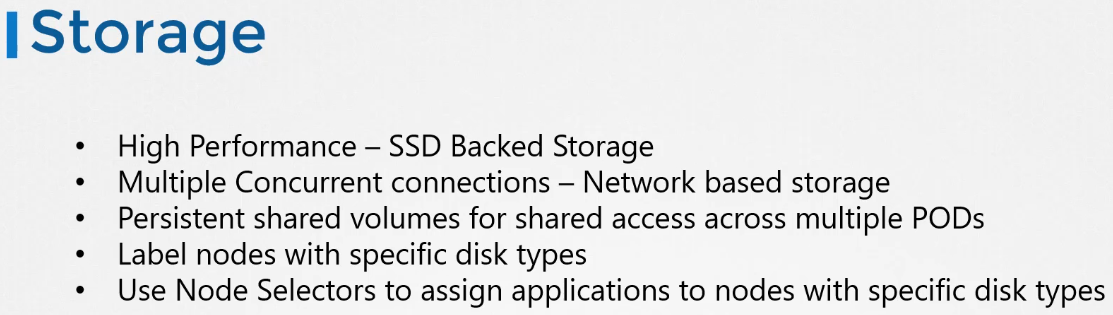 Storage
• High Performance – SSD Backed Storage
• Multiple Concurrent connections – Network based storage
• Persistent shared volumes for shared access across multiple PODs
• Label nodes with specific disk types
• Use Node Selectors to assign applications to nodes with specific disk types